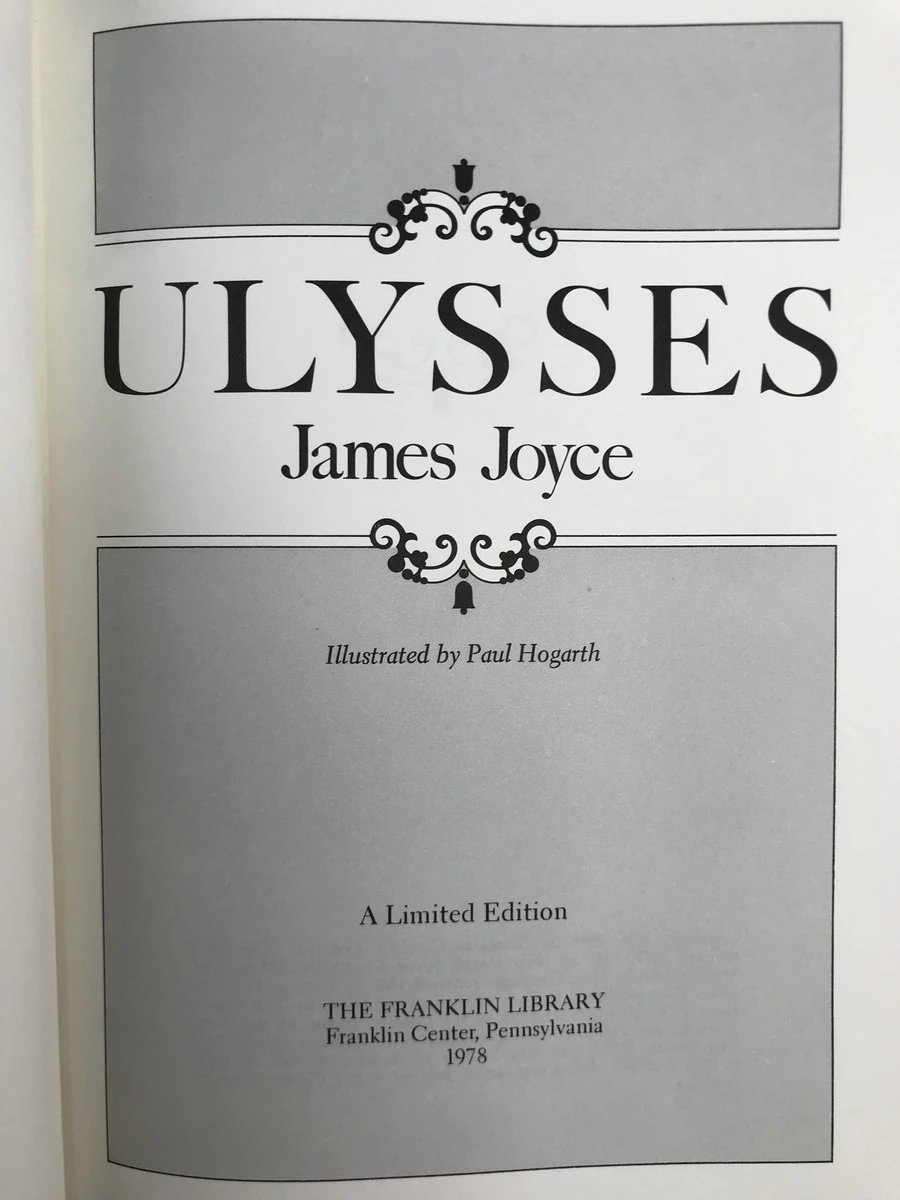 ULYSSES
James Joyce
Illustrated by Paul Hogarth
A Limited Edition
THE FRANKLIN LIBRARY
Franklin Center, Pennsylvania
1978